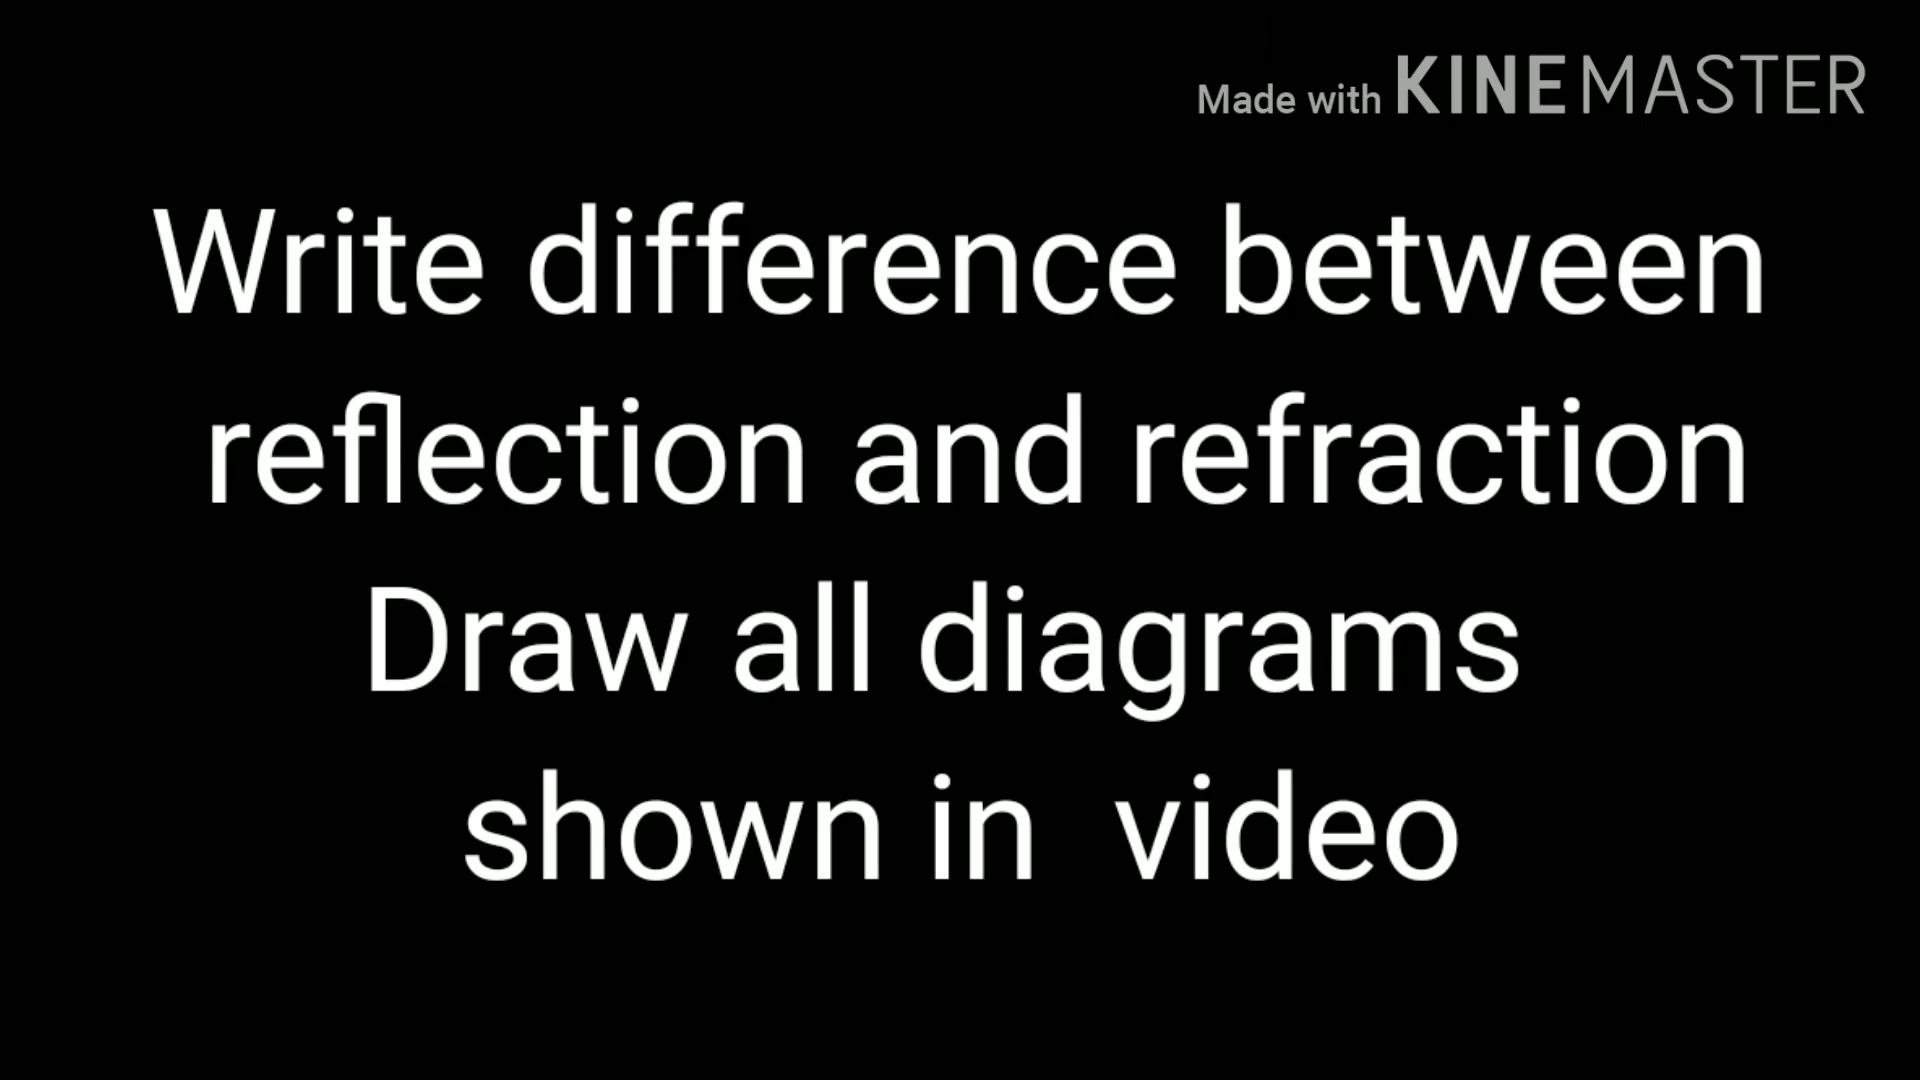 Made with KINEMASTER
Write difference between
reflection and refraction
Draw all diagrams
shown in video